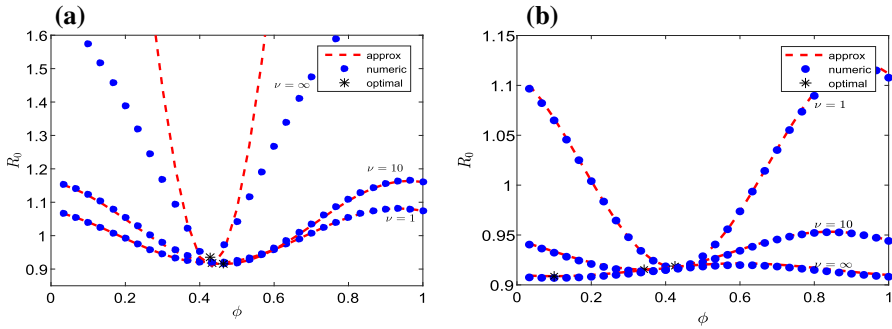 (a)
1.6
1.5
1.4
1.3
1.2
1.1
1
0.9
R₀
0
0.2
0.4
0.6
0.8
1
ϕ
approx
numeric
optimal
ν = ∞
ν = 10
ν = 1
(b)
1.15
1.1
1.05
1
0.95
0.9
R₀
0
0.2
0.4
0.6
0.8
1
ϕ
approx
numeric
optimal
ν = 1
ν = 10
ν = ∞